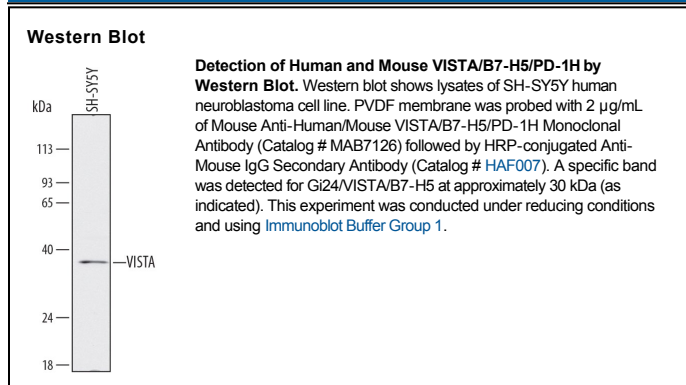 Western Blot
Detection of Human and Mouse VISTA/B7-H5/PD-1H by
Western Blot. Western blot shows lysates of SH-SY5Y human
neuroblastoma cell line. PVDF membrane was probed with 2 µg/mL
of Mouse Anti-Human/Mouse VISTA/B7-H5/PD-1H Monoclonal
Antibody (Catalog # MAB7126) followed by HRP-conjugated Anti-
Mouse IgG Secondary Antibody (Catalog # HAF007). A specific band
was detected for Gi24/VISTA/B7-H5 at approximately 30 kDa (as
indicated). This experiment was conducted under reducing conditions
and using Immunoblot Buffer Group 1.
SH-SY5Y
kDa
113
93
65
40
VISTA
24
18